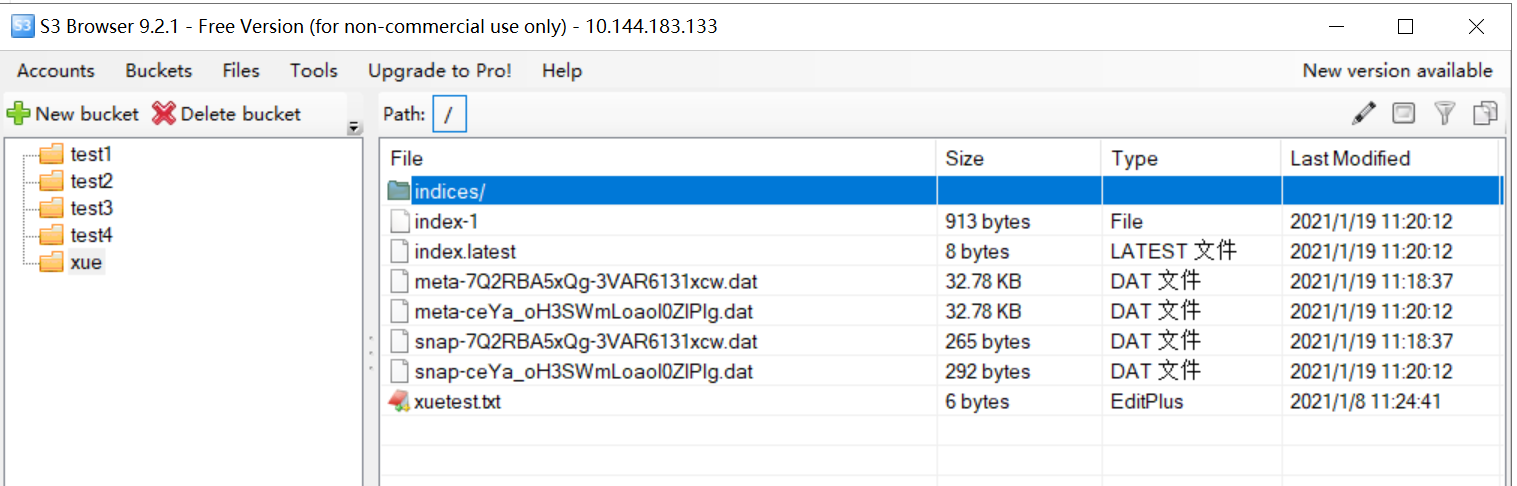 S3 Browser 9.2.1 - Free Version (for non-commercial use only) - 10.144.183.133
Accounts Buckets Files Tools Upgrade to Pro! Help New version available
New bucket Delete bucket Path: /
test1
test2
test3
test4
xue
File Size Type Last Modified
indices/
index-1 913 bytes File 2021/1/19 11:20:12
index.latest 8 bytes LATEST 文件 2021/1/19 11:20:12
meta-7Q2RBA5xQg-3VAR6131xcw.dat 32.78 KB DAT 文件 2021/1/19 11:18:37
meta-ceYa_oH3SWmLoaol0ZlPIg.dat 32.78 KB DAT 文件 2021/1/19 11:20:12
snap-7Q2RBA5xQg-3VAR6131xcw.dat 265 bytes DAT 文件 2021/1/19 11:18:37
snap-ceYa_oH3SWmLoaol0ZlPIg.dat 292 bytes DAT 文件 2021/1/19 11:20:12
xuetest.txt 6 bytes EditPlus 2021/1/8 11:24:41